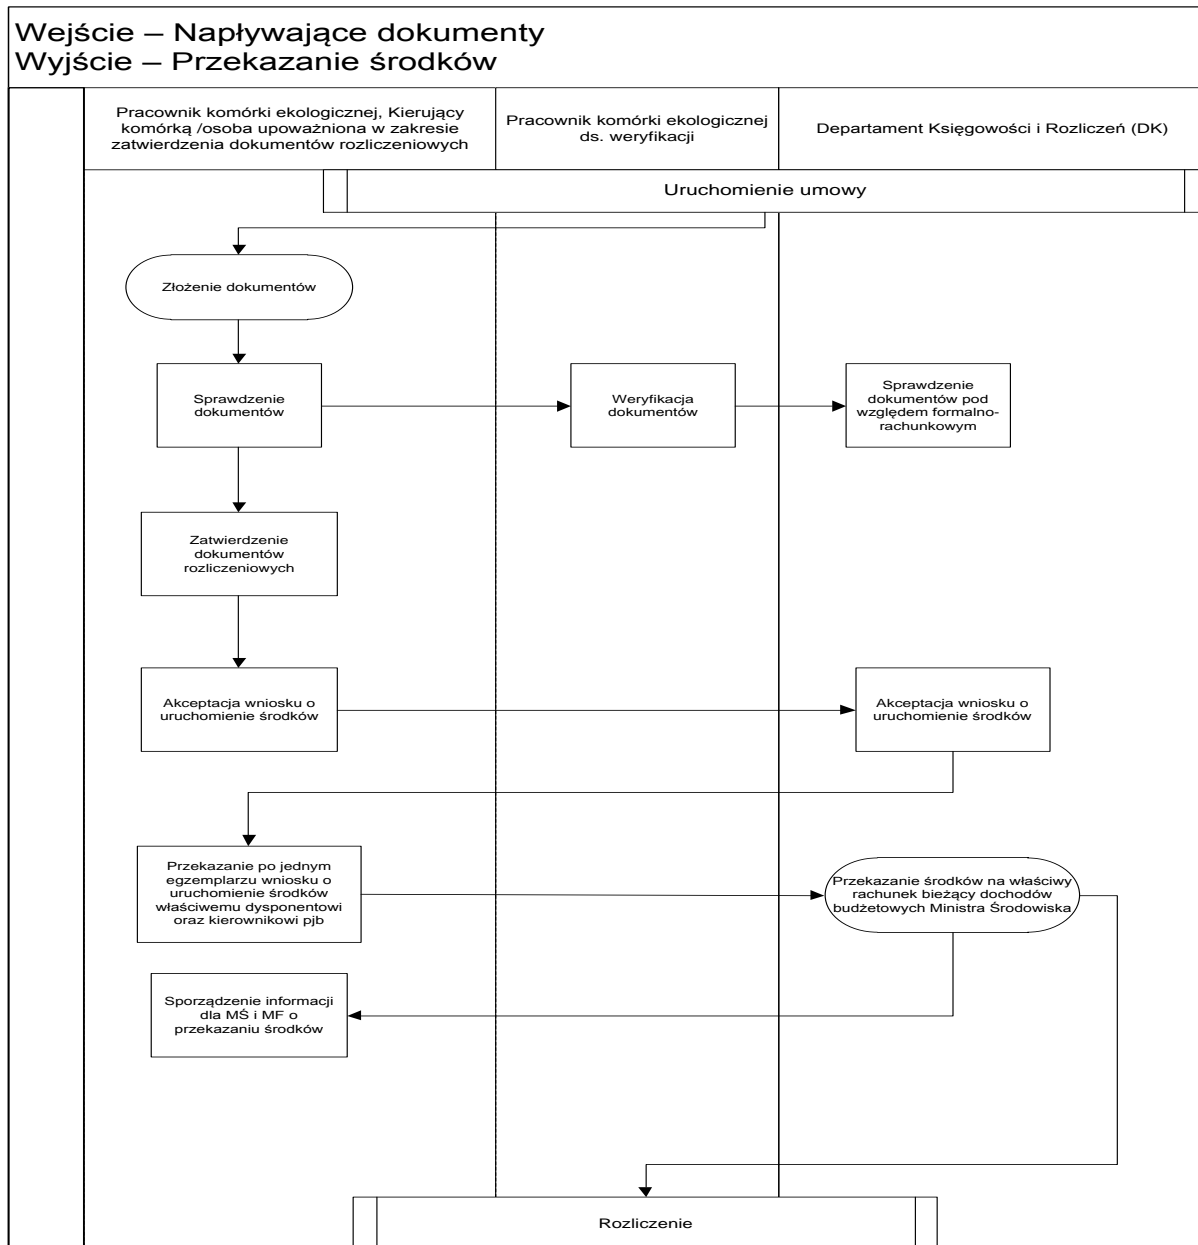 Wejście – Napływające dokumenty
Wyjście – Przekazanie środków
Pracownik komórki ekologicznej, Kierujący
komórką /osoba upoważniona w zakresie
zatwierdzenia dokumentów rozliczeniowych
Pracownik komórki ekologicznej
ds. weryfikacji
Departament Księgowości i Rozliczeń (DK)
Uruchomienie umowy
Złożenie dokumentów
Sprawdzenie
dokumentów
Weryfikacja
dokumentów
Sprawdzenie
dokumentów pod
względem formalno-
rachunkowym
Zatwierdzenie
dokumentów
rozliczeniowych
Akceptacja wniosku o
uruchomienie środków
Akceptacja wniosku o
uruchomienie środków
Przekazanie po jednym
egzemplarzu wniosku o
uruchomienie środków
właściwemu dysponentowi
oraz kierownikowi pjb
Przekazanie środków na właściwy
rachunek bieżący dochodów
budżetowych Ministra Środowiska
Sporządzenie informacji
dla MŚ i MF o
przekazaniu środków
Rozliczenie